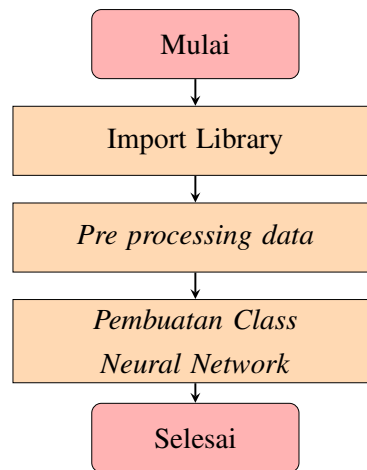 Mulai
Import Library
Pre processing data
Pembuatan Class
Neural Network
Selesai